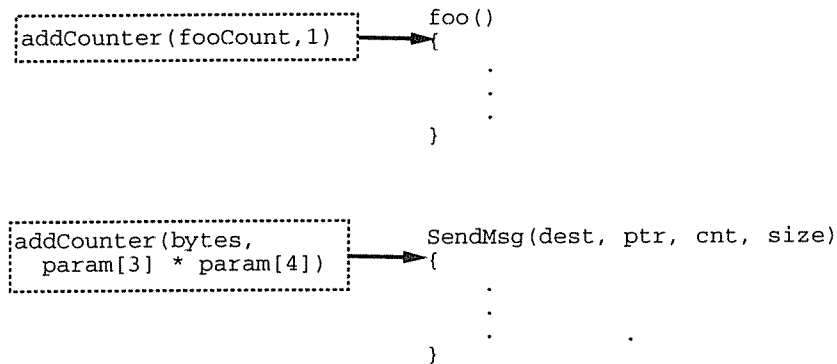 foo()
addCounter(fooCount,1)
{
.
.
.
}
addCounter(bytes,
param[3] * param[4])
SendMsg(dest, ptr, cnt, size)
{
.
.
.
}